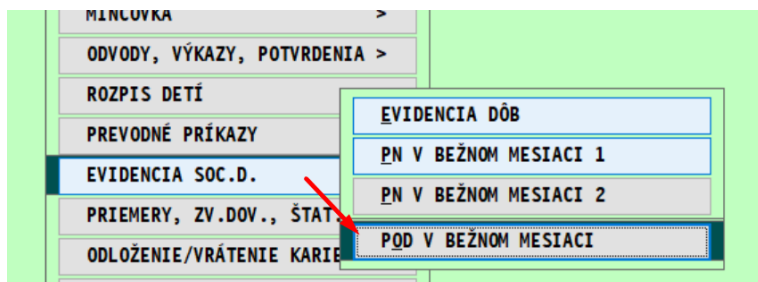 MINCOVKA >
ODVODY, VÝKAZY, POTVRDENIA >
ROZPIS DETÍ
PREVODNÉ PRÍKAZY
EVIDENCIA SOC.D.
PRIEMERY, ZV.DOV., ŠTAT.
ODLOŽENIE/VRÁTENIE KARIE
EVIDENCIA DÔB
PN V BEŽNOM MESIACI 1
PN V BEŽNOM MESIACI 2
POD V BEŽNOM MESIACI